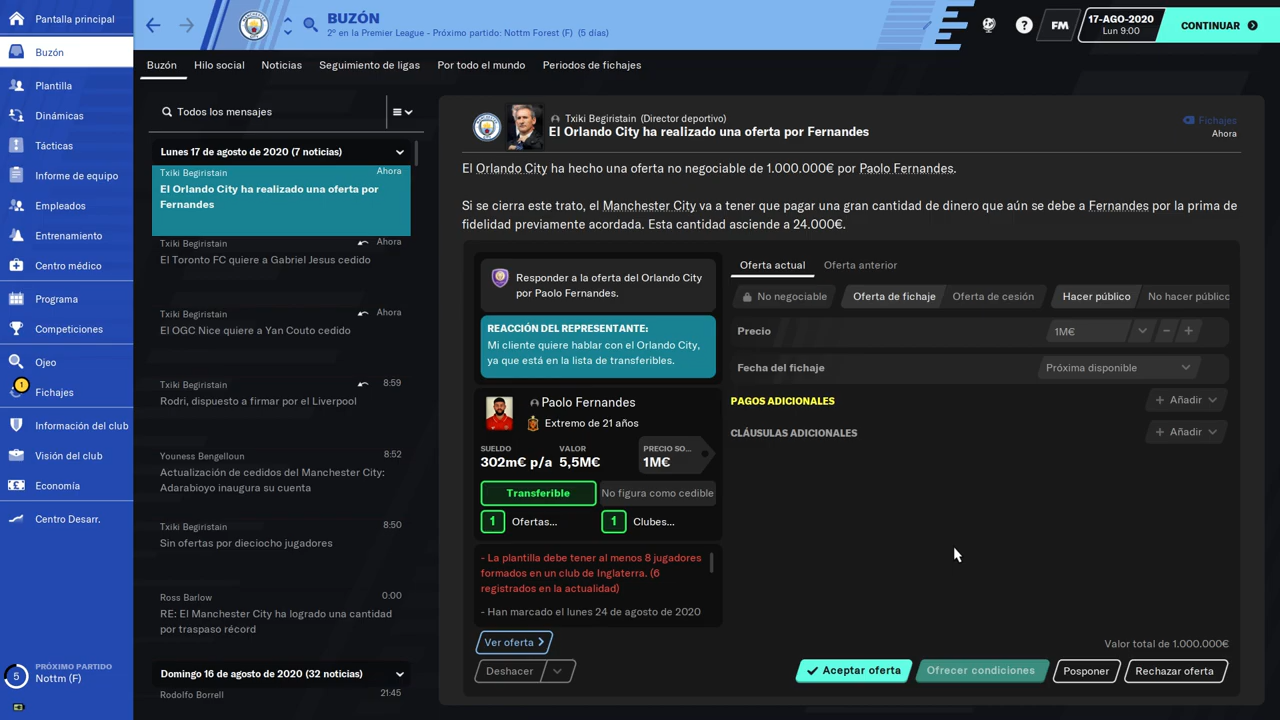 Pantalla principal
Buzón
Plantilla
Dinámicas
Tácticas
Informe de equipo
Empleados
Entrenamiento
Centro médico
Programa
Competiciones
Ojeo
1
Fichajes
Información del club
Visión del club
Economía
Centro Desarr.
5
PRÓXIMO PARTIDO
Nottm (F)
BUZÓN
2º en la Premier League - Próximo partido: Nottm Forest (F) (5 días)
?
FM
17-AGO-2020
Lun 9:00
CONTINUAR
Buzón
Hilo social
Noticias
Seguimiento de ligas
Por todo el mundo
Periodos de fichajes
Todos los mensajes
Lunes 17 de agosto de 2020 (7 noticias)
Txiki Begiristain
Ahora
El Orlando City ha realizado una oferta por
Fernandes
Txiki Begiristain
Ahora
El Toronto FC quiere a Gabriel Jesus cedido
Txiki Begiristain
Ahora
El OGC Nice quiere a Yan Couto cedido
Txiki Begiristain
8:59
Rodri, dispuesto a firmar por el Liverpool
Youness Bengelloun
8:52
Actualización de cedidos del Manchester City:
Adarabioyo inaugura su cuenta
Txiki Begiristain
8:50
Sin ofertas por dieciocho jugadores
Ross Barlow
0:00
RE: El Manchester City ha logrado una cantidad
por traspaso récord
Domingo 16 de agosto de 2020 (32 noticias)
Rodolfo Borrell
21:45
Txiki Begiristain (Director deportivo)
El Orlando City ha realizado una oferta por Fernandes
Fichajes
Ahora
El Orlando City ha hecho una oferta no negociable de 1.000.000€ por Paolo Fernandes.
Si se cierra este trato, el Manchester City va a tener que pagar una gran cantidad de dinero que aún se debe a Fernandes por la prima de
fidelidad previamente acordada. Esta cantidad asciende a 24.000€.
Responder a la oferta del Orlando City
por Paolo Fernandes.
REACCIÓN DEL REPRESENTANTE:
Mi cliente quiere hablar con el Orlando City,
ya que está en la lista de transferibles.
Paolo Fernandes
Extremo de 21 años
SUELDO
302m€ p/a
VALOR
5,5M€
PRECIO SO...
1M€
Transferible
No figura como cedible
1
Ofertas...
1
Clubes...
- La plantilla debe tener al menos 8 jugadores
formados en un club de Inglaterra. (6
registrados en la actualidad)
- Han marcado el lunes 24 de agosto de 2020
Ver oferta
Deshacer
Oferta actual
Oferta anterior
No negociable
Oferta de fichaje
Oferta de cesión
Hacer público
No hacer público
Precio
1M€
Fecha del fichaje
Próxima disponible
PAGOS ADICIONALES
Añadir
CLÁUSULAS ADICIONALES
Añadir
Valor total de 1.000.000€
Aceptar oferta
Ofrecer condiciones
Posponer
Rechazar oferta